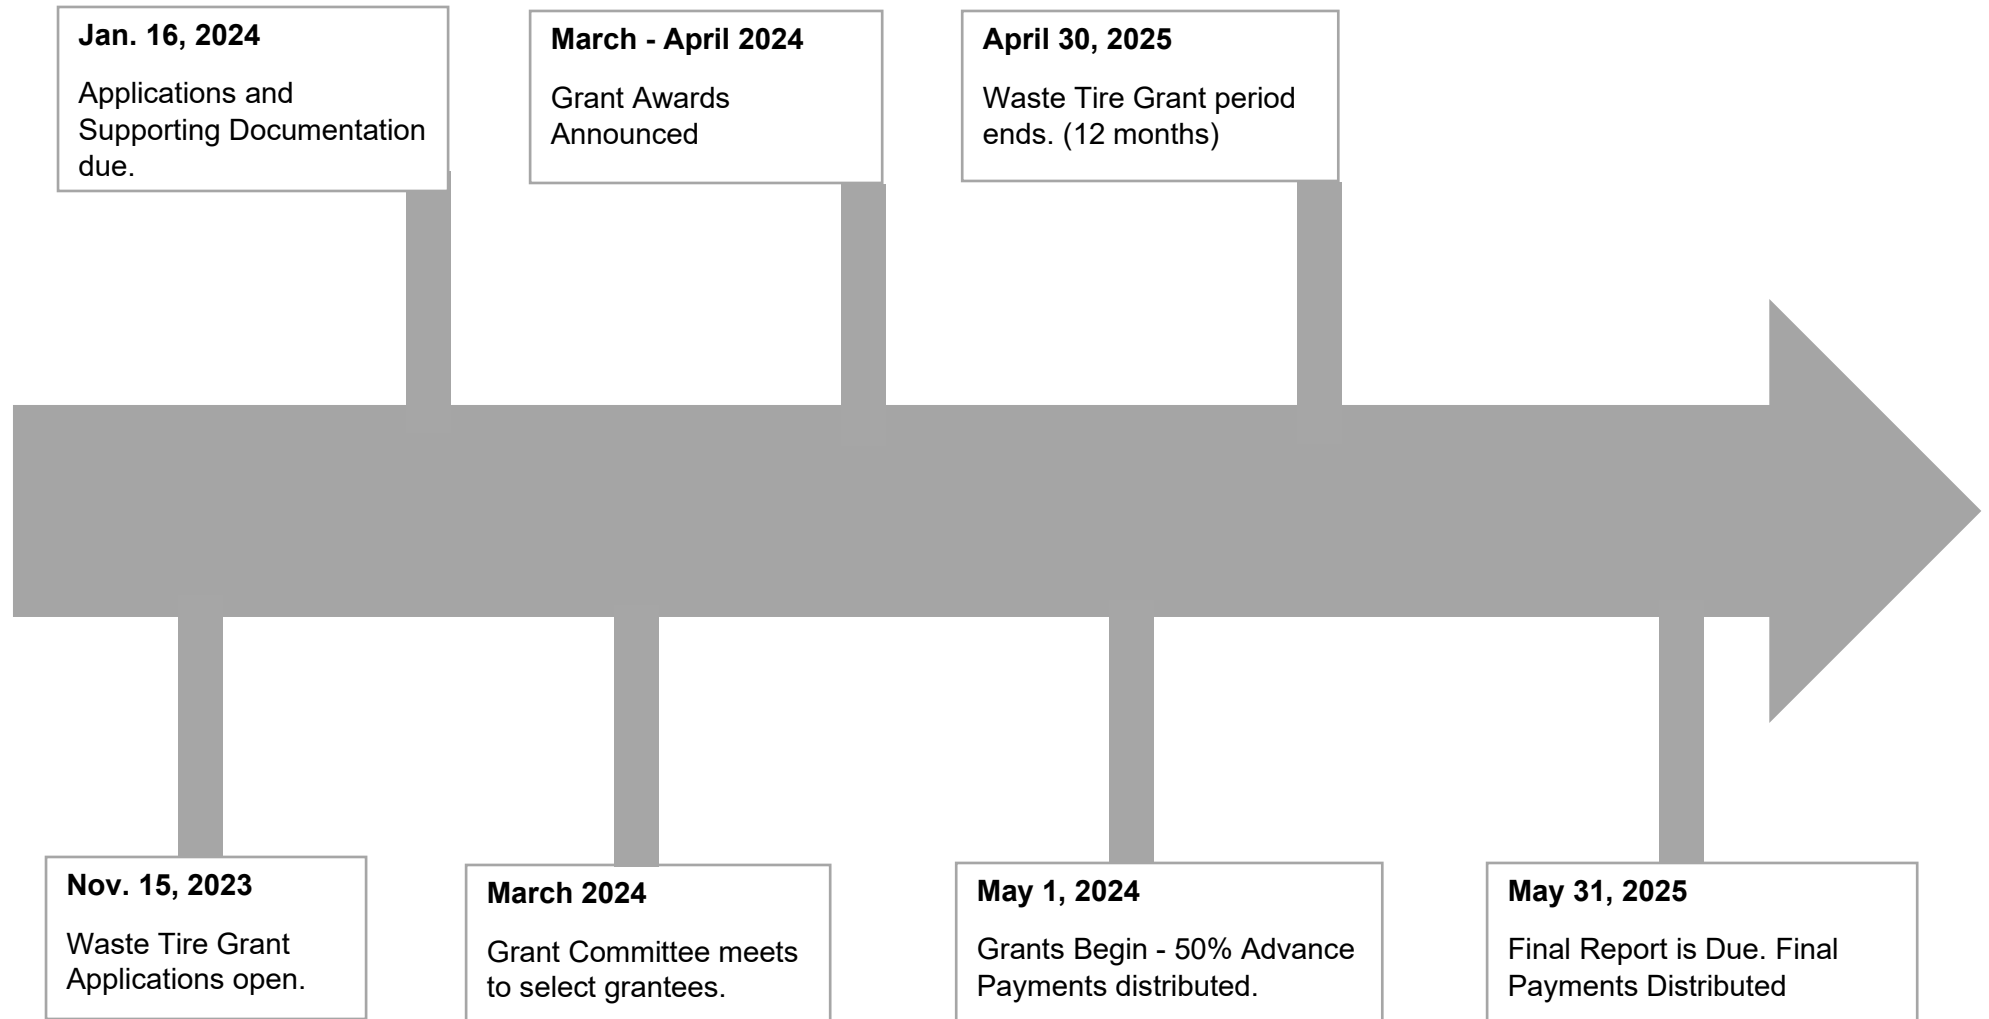 Jan. 16, 2024
Applications and
Supporting Documentation
due.
March - April 2024
Grant Awards
Announced
April 30, 2025
Waste Tire Grant period
ends. (12 months)
Nov. 15, 2023
Waste Tire Grant
Applications open.
March 2024
Grant Committee meets
to select grantees.
May 1, 2024
Grants Begin - 50% Advance
Payments distributed.
May 31, 2025
Final Report is Due. Final
Payments Distributed